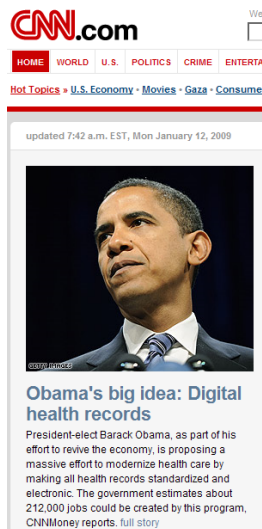 CNN.com
We
HOME WORLD U.S. POLITICS CRIME ENTERTA
Hot Topics » U.S. Economy • Movies • Gaza • Consume
updated 7:42 a.m. EST, Mon January 12, 2009
GETTY IMAGES
Obama's big idea: Digital
health records
President-elect Barack Obama, as part of his
effort to revive the economy, is proposing a
massive effort to modernize health care by
making all health records standardized and
electronic. The government estimates about
212,000 jobs could be created by this program,
CNNMoney reports. full story